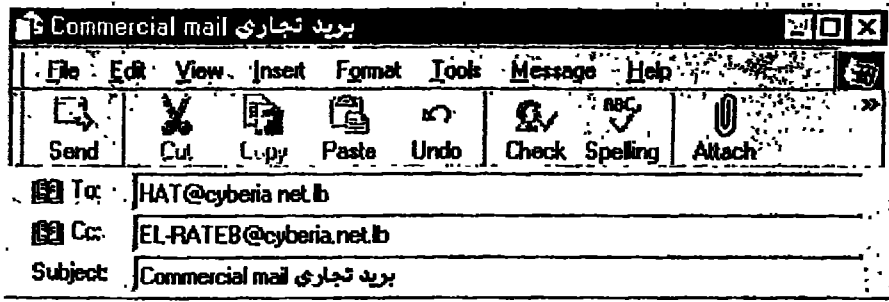 Commercial mail بريد تجاري
File Edit View Insert Format Tools Message Help
Send Cut Copy Paste Undo Check Spelling Attach
To: HAT@cyberia net.lb
Cc: EL-RATEB@cyberia.net.lb
Subject: Commercial mail بريد تجاري